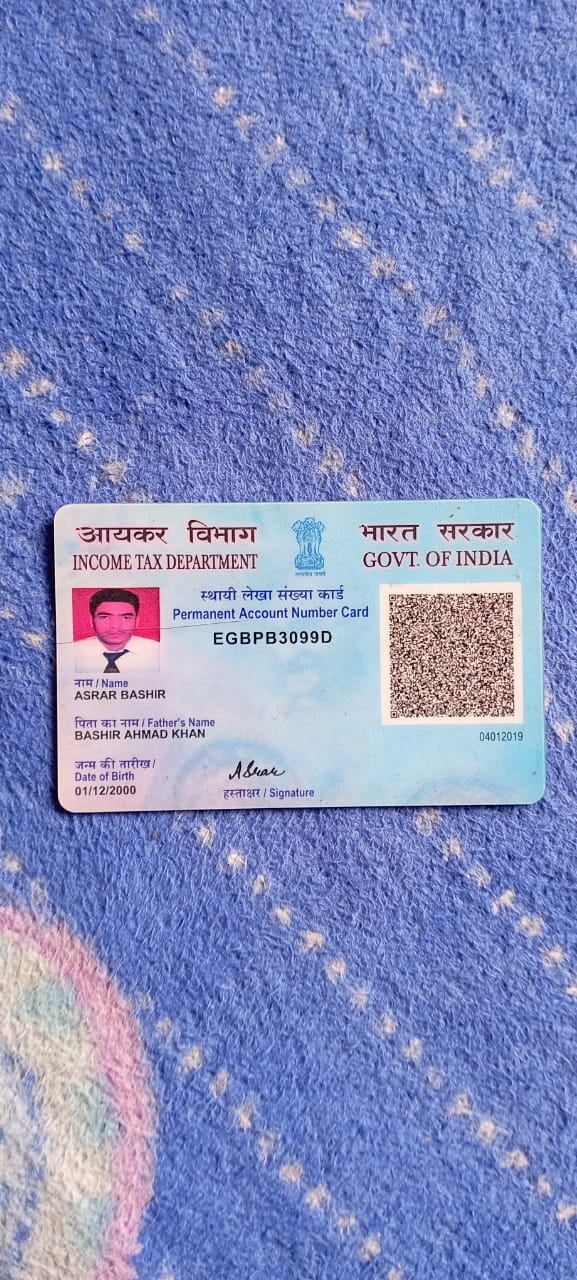 आयकर विभाग
INCOME TAX DEPARTMENT
भारत सरकार
GOVT. OF INDIA
सत्यमेव जयते
स्थायी लेखा संख्या कार्ड
Permanent Account Number Card
EGBPB3099D
नाम / Name
ASRAR BASHIR
पिता का नाम / Father's Name
BASHIR AHMAD KHAN
04012019
जन्म की तारीख /
Date of Birth
01/12/2000
Asrar
हस्ताक्षर / Signature